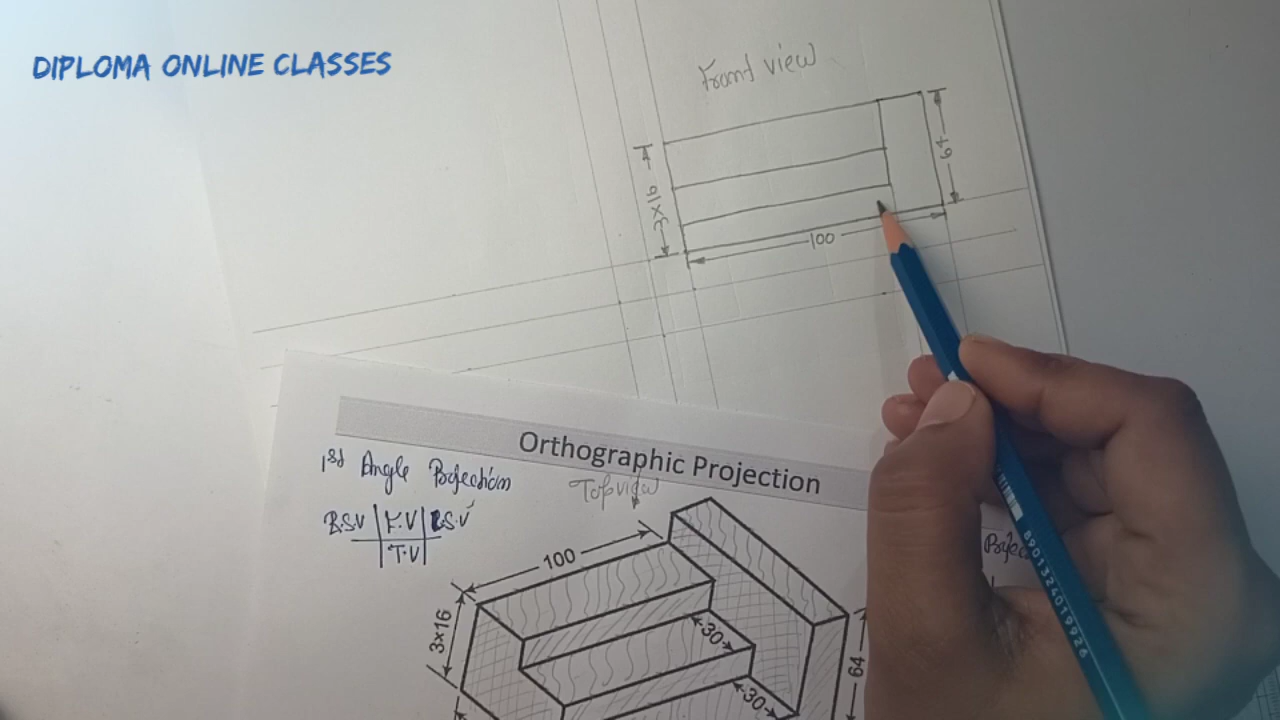 DIPLOMA ONLINE CLASSES
Front view
3×16
64
100
Orthographic Projection
1st Angle Projection
Top view
R.S.V F.V L.S.V
T.V
100
3×16
30
30
64
8901324019926